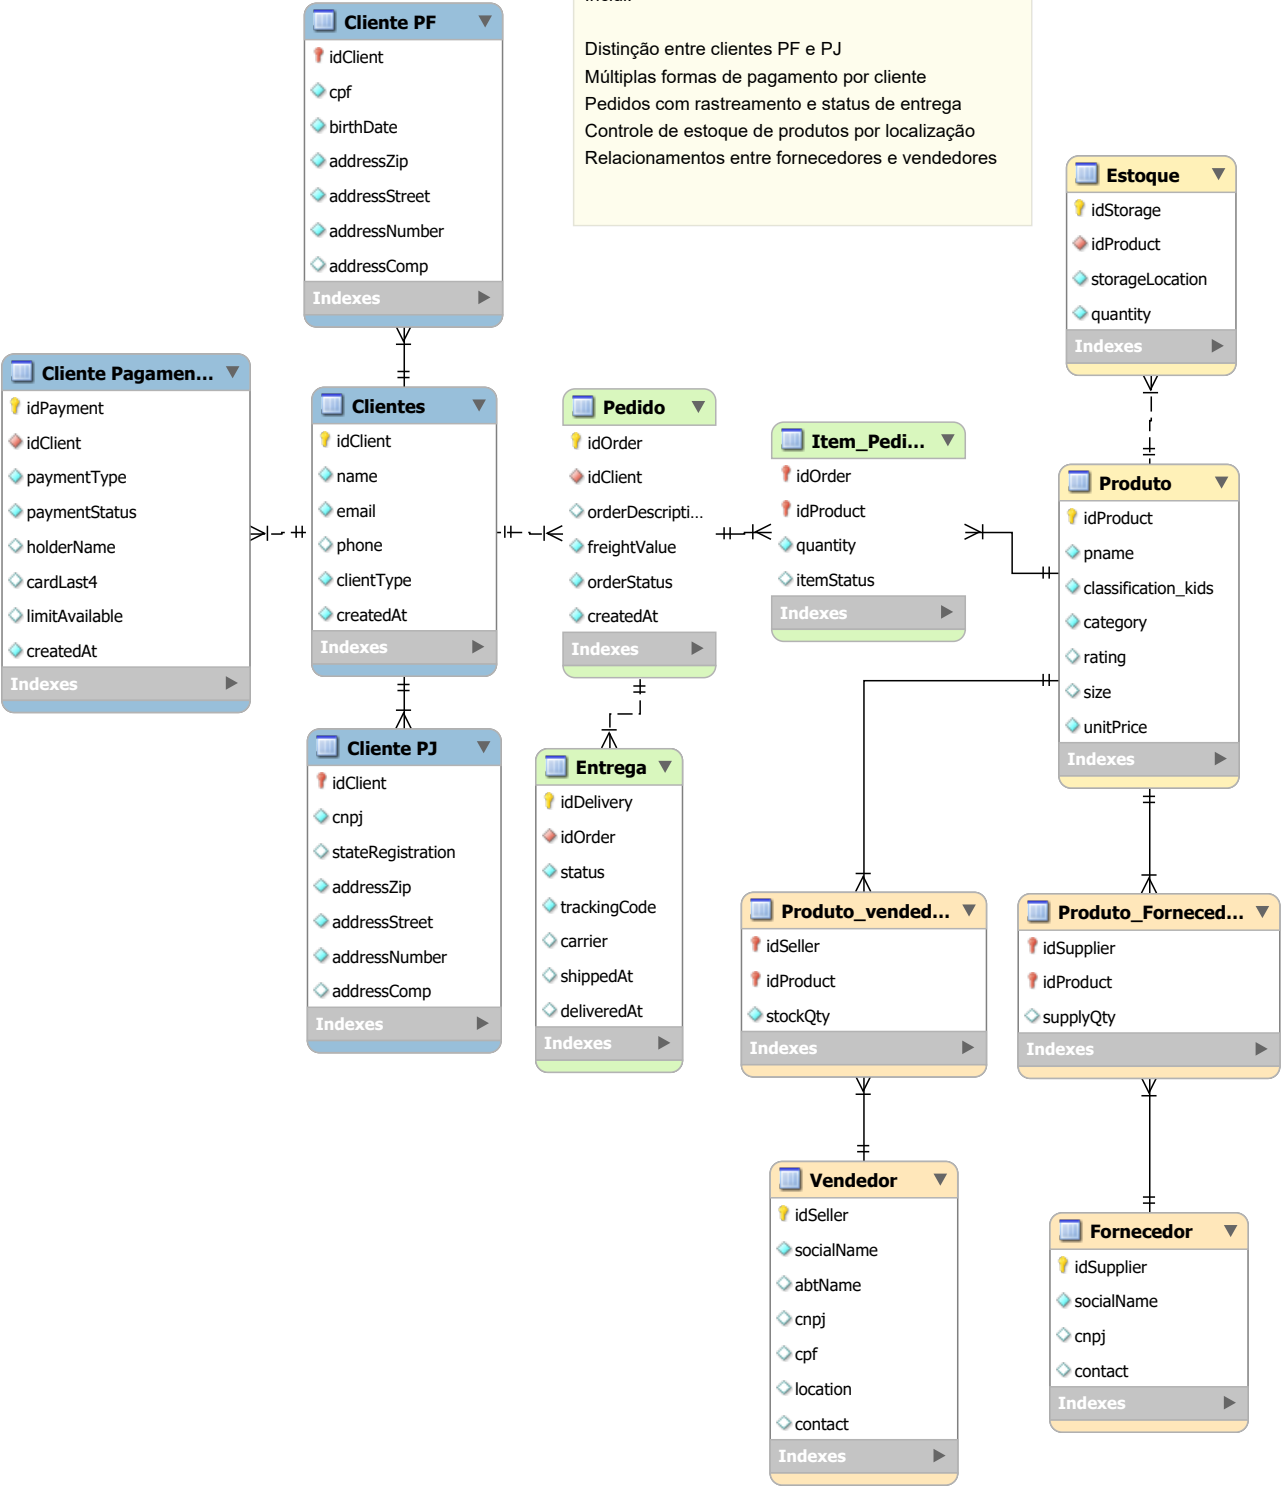 Distinção entre clientes PF e PJ
Múltiplas formas de pagamento por cliente
Pedidos com rastreamento e status de entrega
Controle de estoque de produtos por localização
Relacionamentos entre fornecedores e vendedores
Cliente PF
idClient
cpf
birthDate
addressZip
addressStreet
addressNumber
addressComp
Indexes
Estoque
idStorage
idProduct
storageLocation
quantity
Indexes
Cliente Pagamen...
idPayment
idClient
paymentType
paymentStatus
holderName
cardLast4
limitAvailable
createdAt
Indexes
Clientes
idClient
name
email
phone
clientType
createdAt
Indexes
Pedido
idOrder
idClient
orderDescripti...
freightValue
orderStatus
createdAt
Indexes
Item_Pedi...
idOrder
idProduct
quantity
itemStatus
Indexes
Produto
idProduct
pname
classification_kids
category
rating
size
unitPrice
Indexes
Cliente PJ
idClient
cnpj
stateRegistration
addressZip
addressStreet
addressNumber
addressComp
Indexes
Entrega
idDelivery
idOrder
status
trackingCode
carrier
shippedAt
deliveredAt
Indexes
Produto_vended...
idSeller
idProduct
stockQty
Indexes
Produto_Forneced...
idSupplier
idProduct
supplyQty
Indexes
Vendedor
idSeller
socialName
abtName
cnpj
cpf
location
contact
Indexes
Fornecedor
idSupplier
socialName
cnpj
contact
Indexes